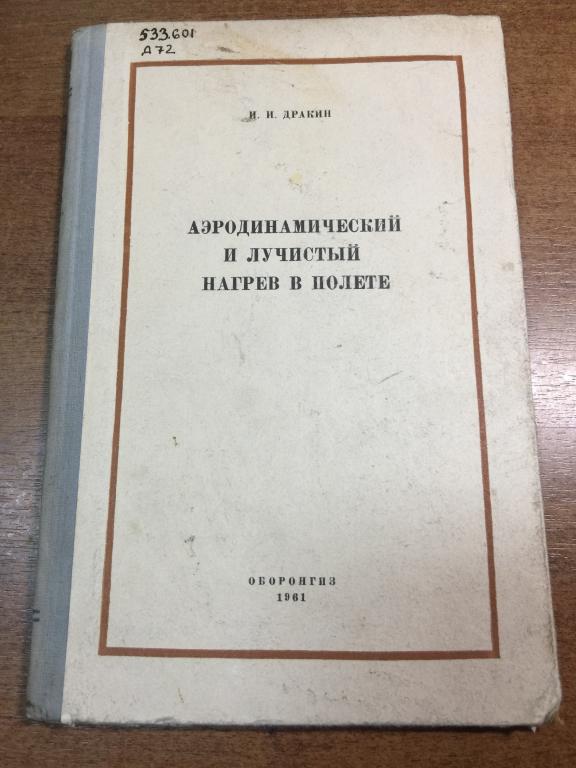 533.601
Д72
И. И. ДРАКИН
АЭРОДИНАМИЧЕСКИЙ
И ЛУЧИСТЫЙ
НАГРЕВ В ПОЛЕТЕ
ОБОРОНГИЗ
1961